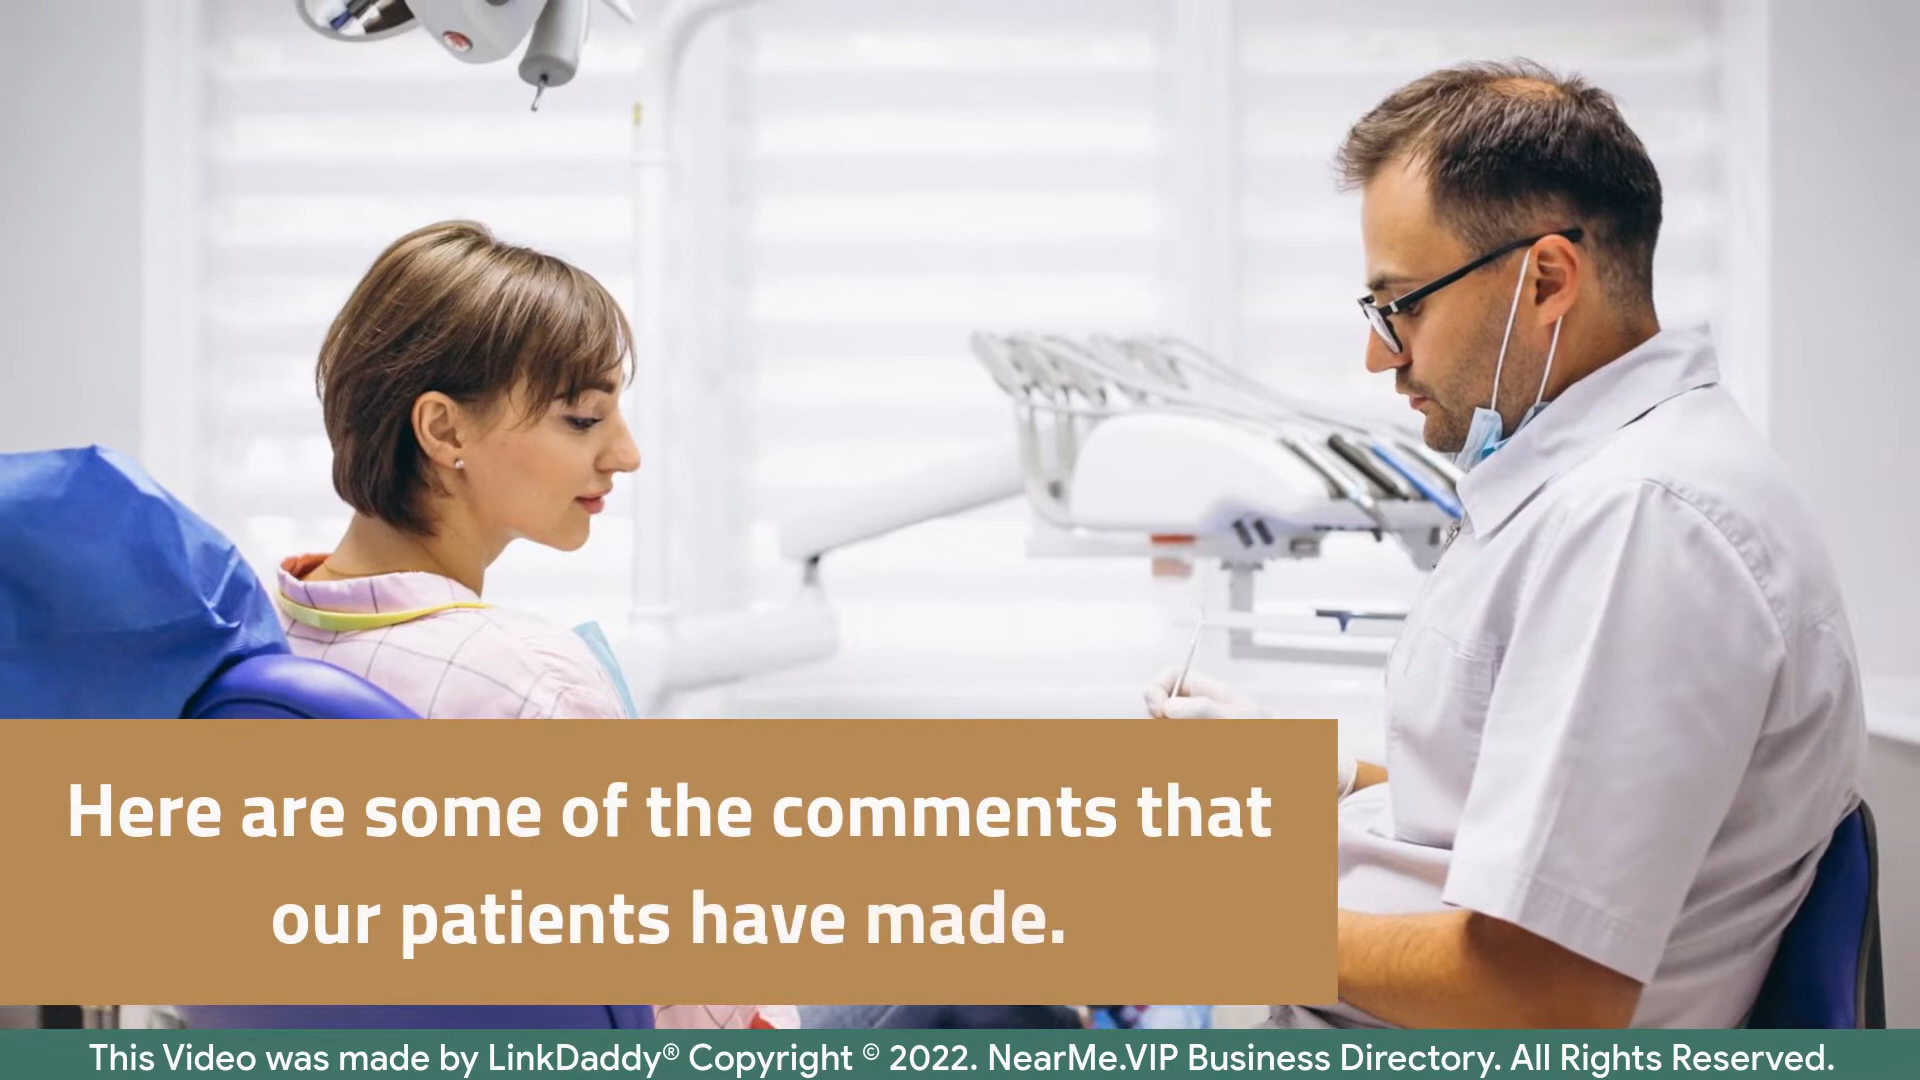 Here are some of the comments that
our patients have made.
This Video was made by LinkDaddy® Copyright © 2022. NearMe.VIP Business Directory. All Rights Reserved.